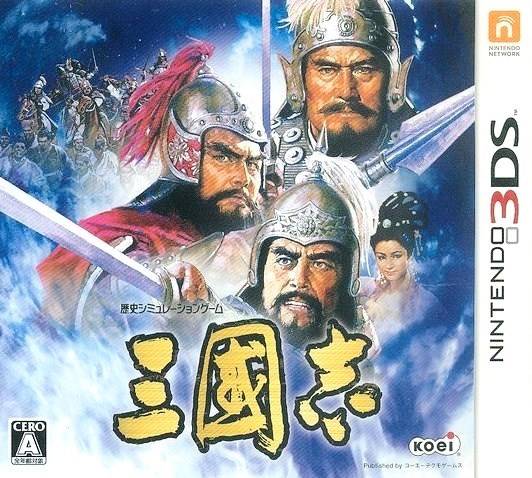 NINTENDO NETWORK
NINTENDO 3DS
歴史シミュレーションゲーム
三國志
CERO
A
全年齢対象
KOEI
Published by コーエーテクモゲームス